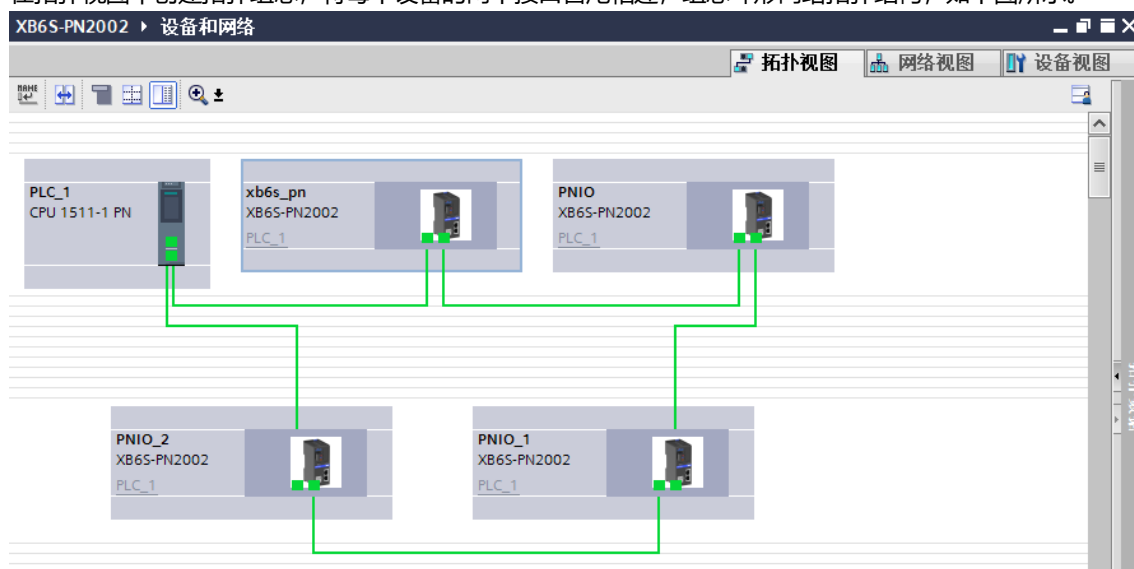 XB6S-PN2002 ▸ 设备和网络
拓扑视图 网络视图 设备视图
NAME
PLC_1
CPU 1511-1 PN
xb6s_pn
XB6S-PN2002
PLC_1
PNIO
XB6S-PN2002
PLC_1
PNIO_2
XB6S-PN2002
PLC_1
PNIO_1
XB6S-PN2002
PLC_1